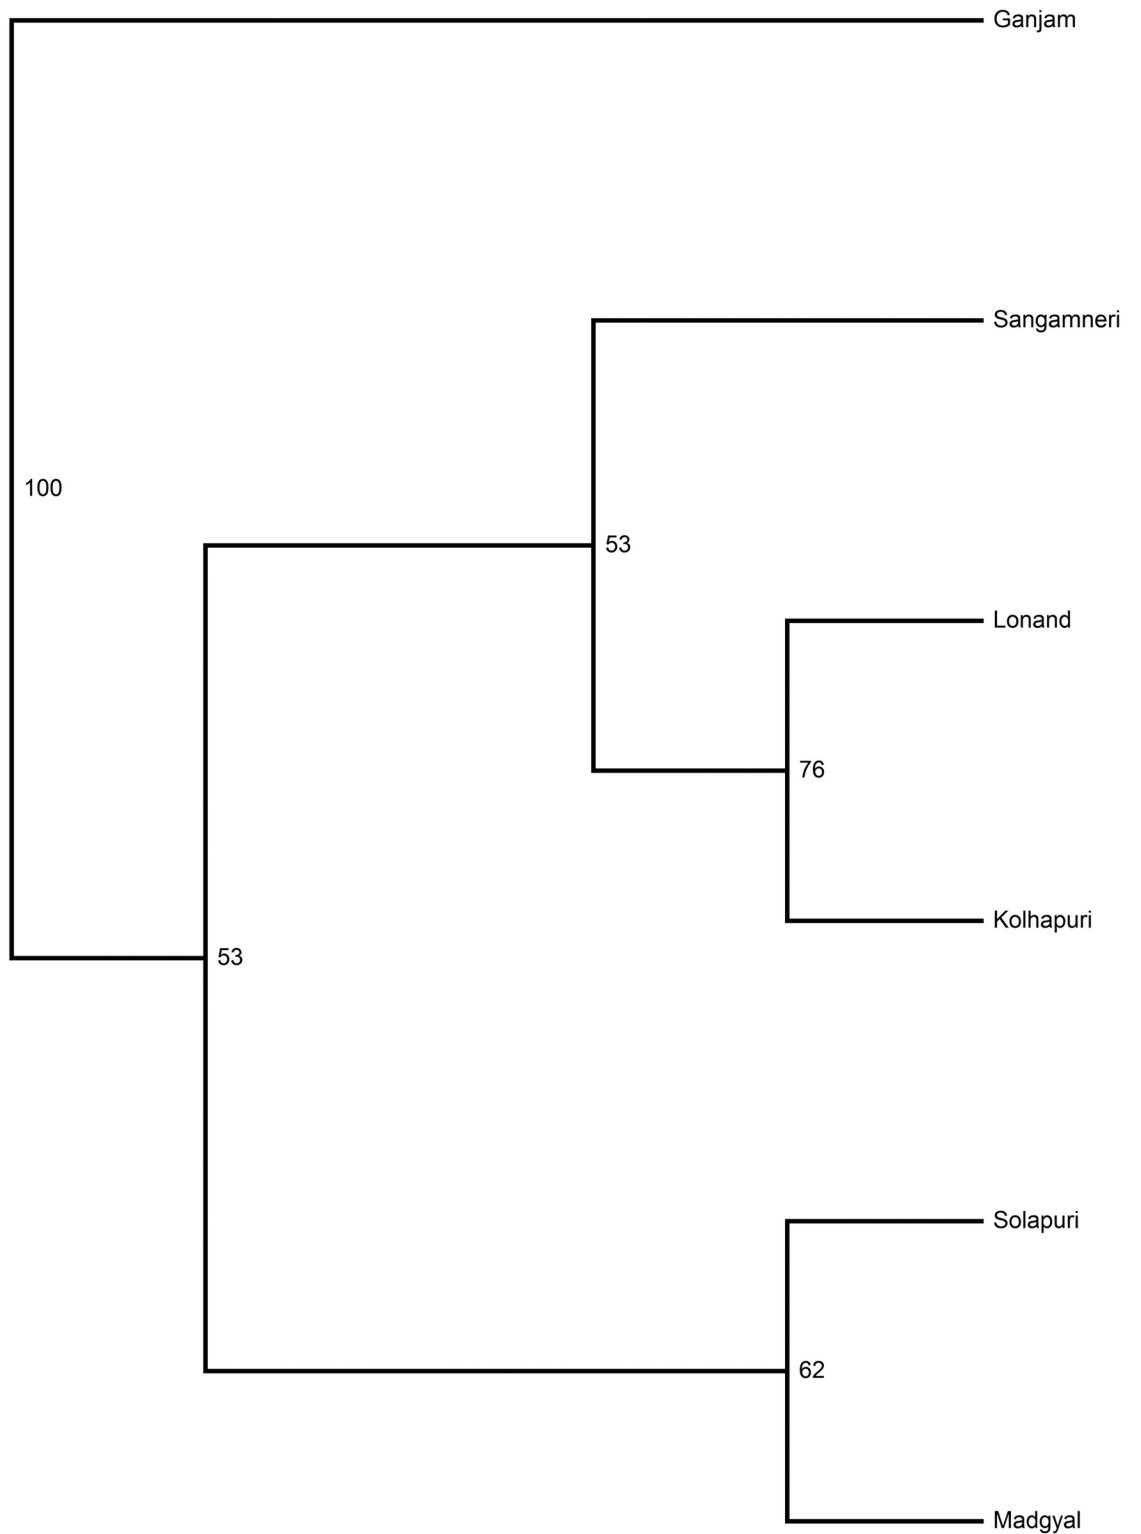 Ganjam
Sangamneri
100
53
Lonand
76
Kolhapuri
53
Solapuri
62
Madgyal